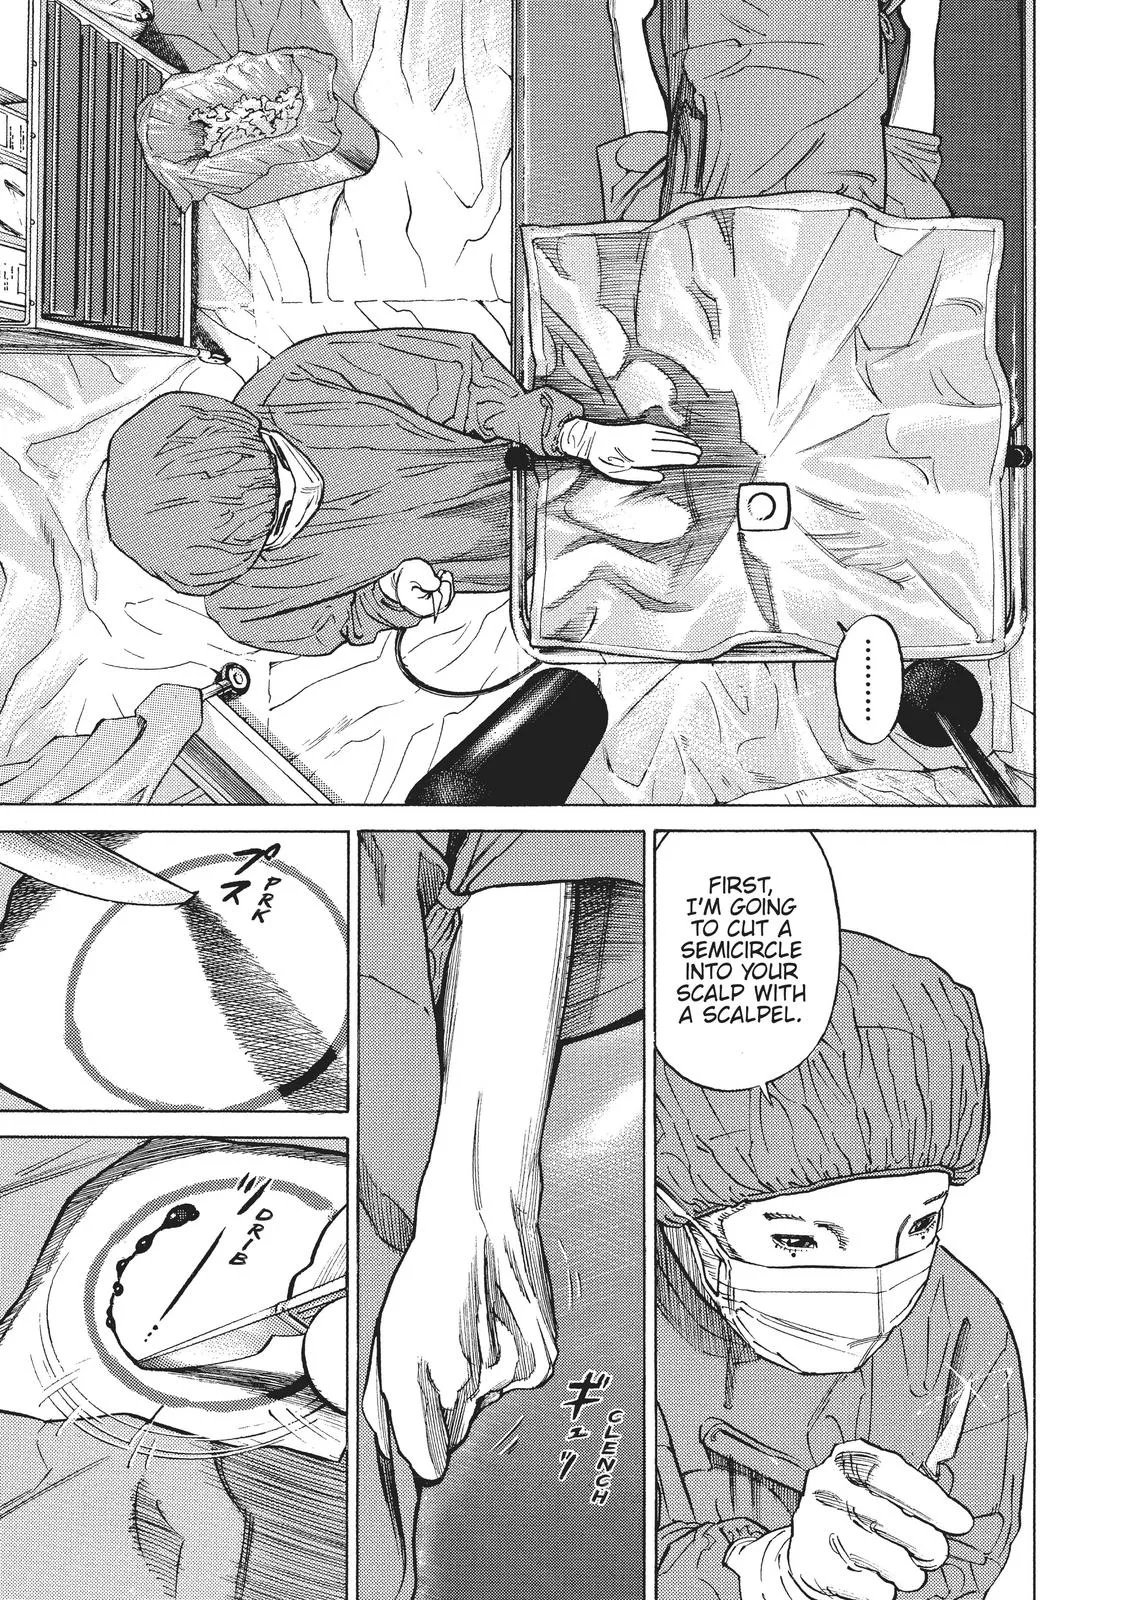 ………
FIRST,
I'M GOING
TO CUT A
SEMICIRCLE
INTO YOUR
SCALP WITH
A SCALPEL.
ギュッ
CLENCH
プス
PRK
DRIB